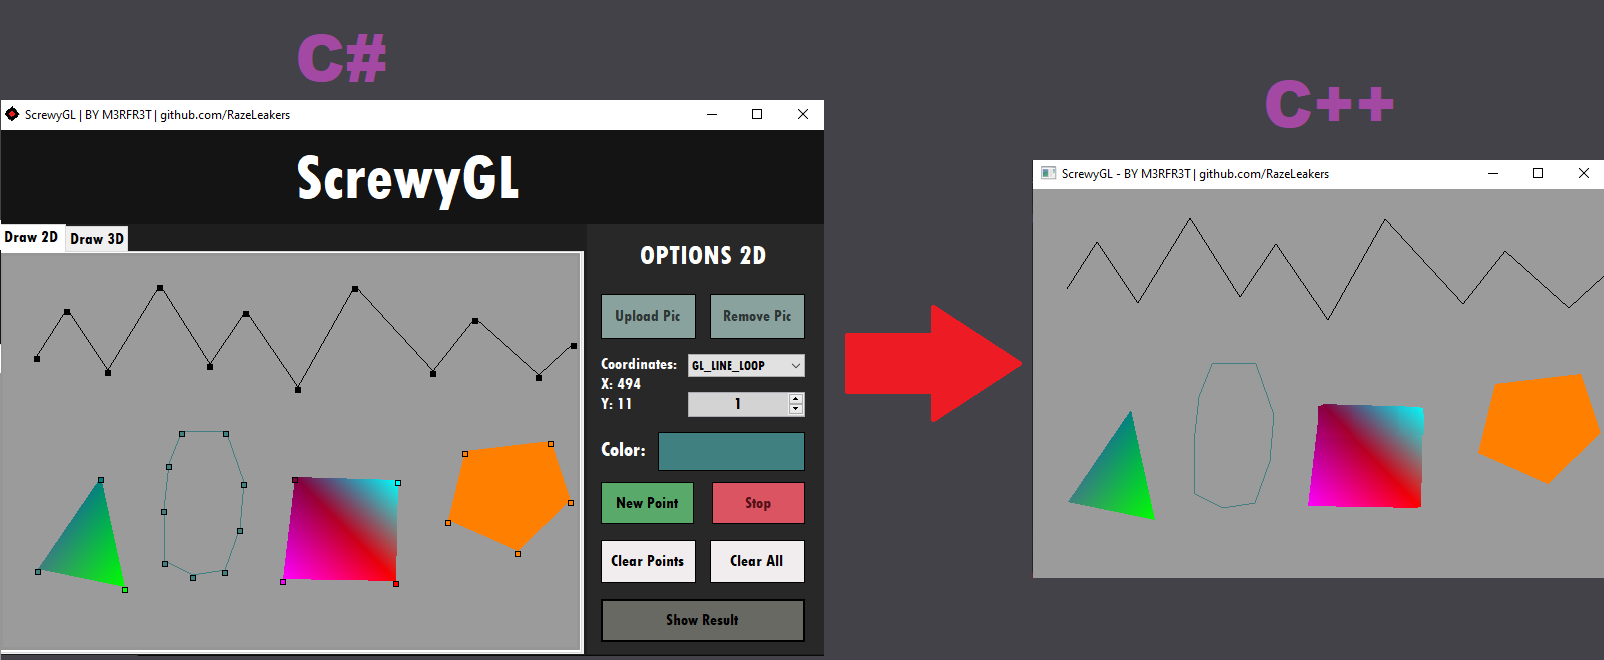 C#
C++
ScrewyGL | BY M3RFR3T | github.com/RazeLeakers
ScrewyGL
Draw 2D
Draw 3D
OPTIONS 2D
Upload Pic
Remove Pic
Coordinates:
GL_LINE_LOOP
X: 494
Y: 11
1
Color:
New Point
Stop
Clear Points
Clear All
Show Result
ScrewyGL - BY M3RFR3T | github.com/RazeLeakers